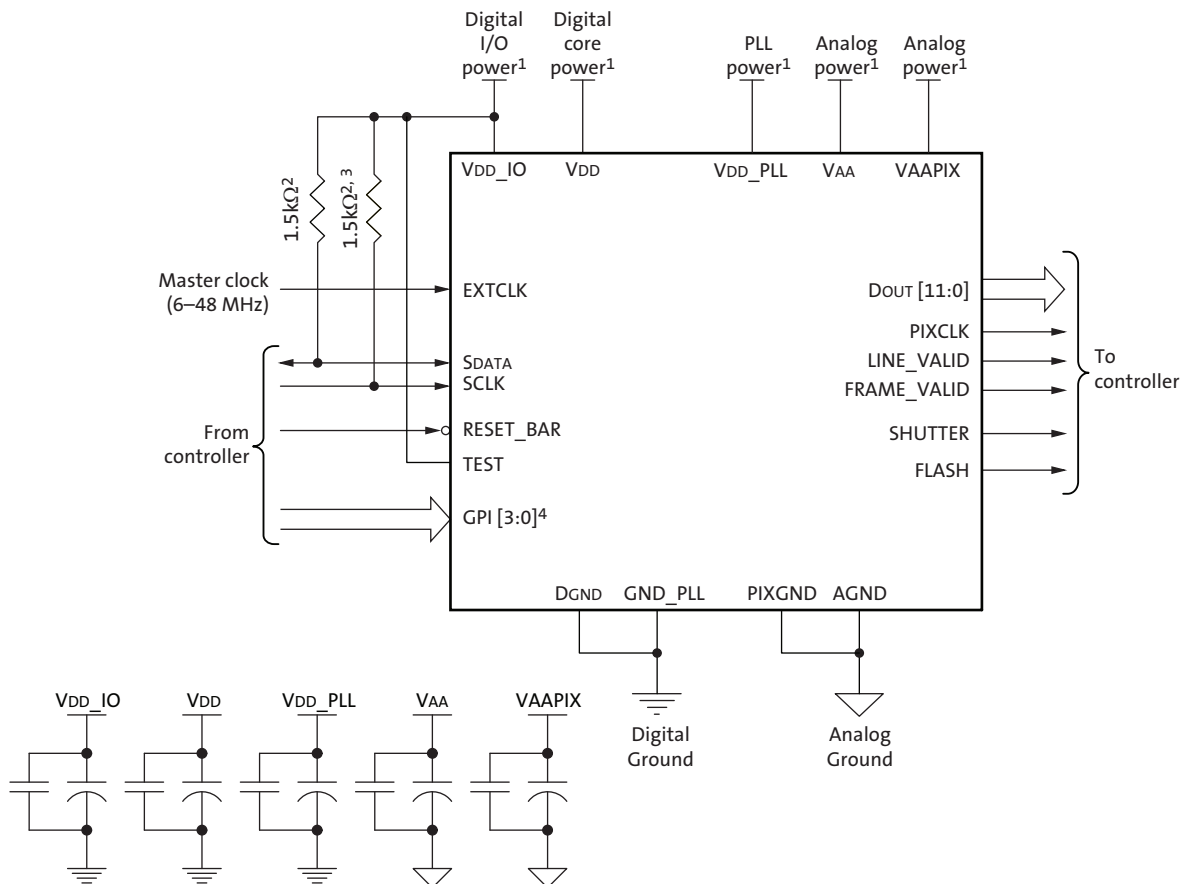 Digital
I/O
power1
Digital
core
power1
PLL
power1
Analog
power1
Analog
power1
VDD_IO
VDD
VDD_PLL
VAA
VAAPIX
1.5kΩ2
1.5kΩ2, 3
Master clock
(6–48 MHz)
EXTCLK
SDATA
SCLK
RESET_BAR
TEST
GPI [3:0]4
From
controller
DOUT [11:0]
PIXCLK
LINE_VALID
FRAME_VALID
SHUTTER
FLASH
To
controller
DGND
GND_PLL
PIXGND
AGND
Digital
Ground
Analog
Ground
VDD_IO
VDD
VDD_PLL
VAA
VAAPIX